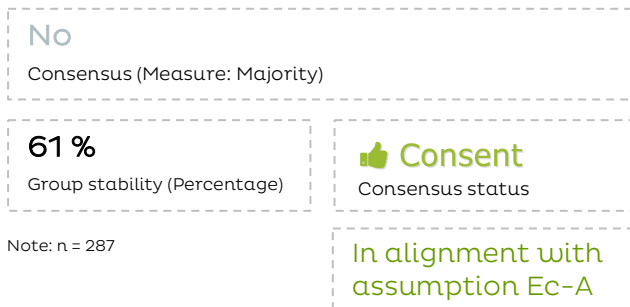 No
Consensus (Measure: Majority)
61 %
Group stability (Percentage)
Consent
Consensus status
Note: n = 287
In alignment with
assumption Ec-A